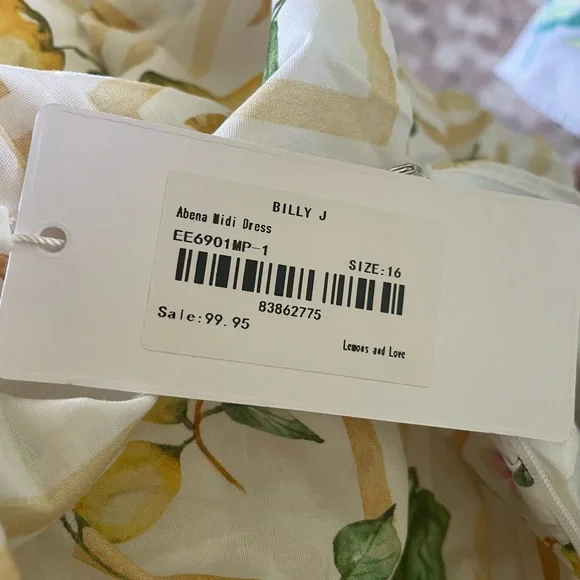 BILLY J
Abena Midi Dress
EE6901MP-1
SIZE:16
83862775
Sale:99.95
Lemons and Love